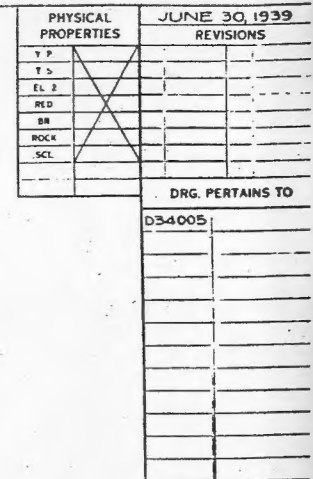 PHYSICAL PROPERTIES
JUNE 30, 1939
REVISIONS
Y P
T S
EL 2
RED
BR
ROCK
SCL
DRG. PERTAINS TO
D34005